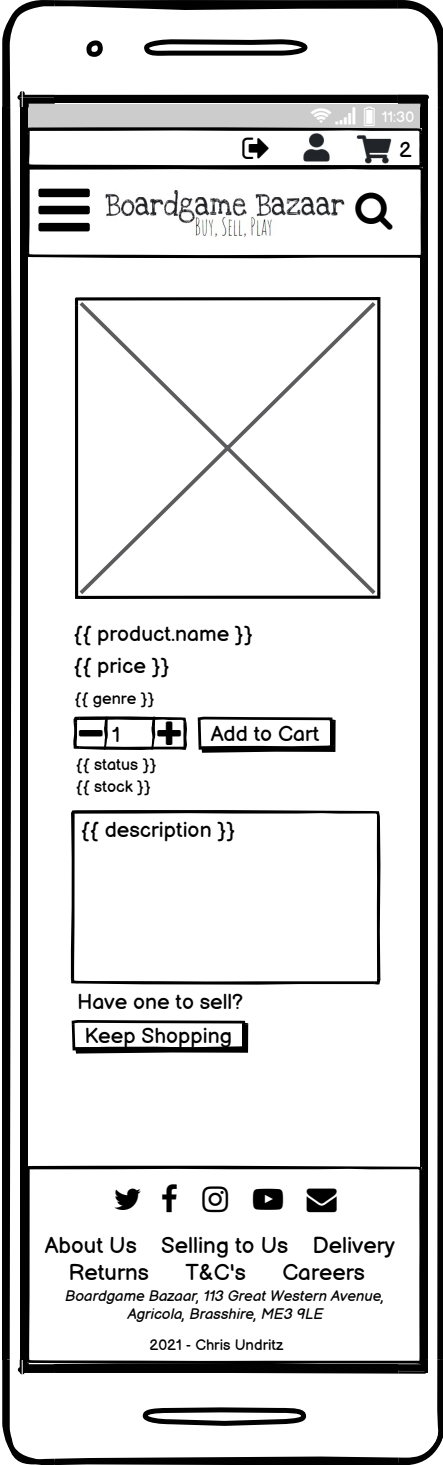 11:30
2
Boardgame Bazaar
Buy, Sell, Play
{{ product.name }}
{{ price }}
{{ genre }}
1 Add to Cart
{{ status }}
{{ stock }}
{{ description }}
Have one to sell?
Keep Shopping
About Us Selling to Us Delivery
Returns T&C's Careers
Boardgame Bazaar, 113 Great Western Avenue,
Agricola, Brasshire, ME3 9LE
2021 - Chris Undritz